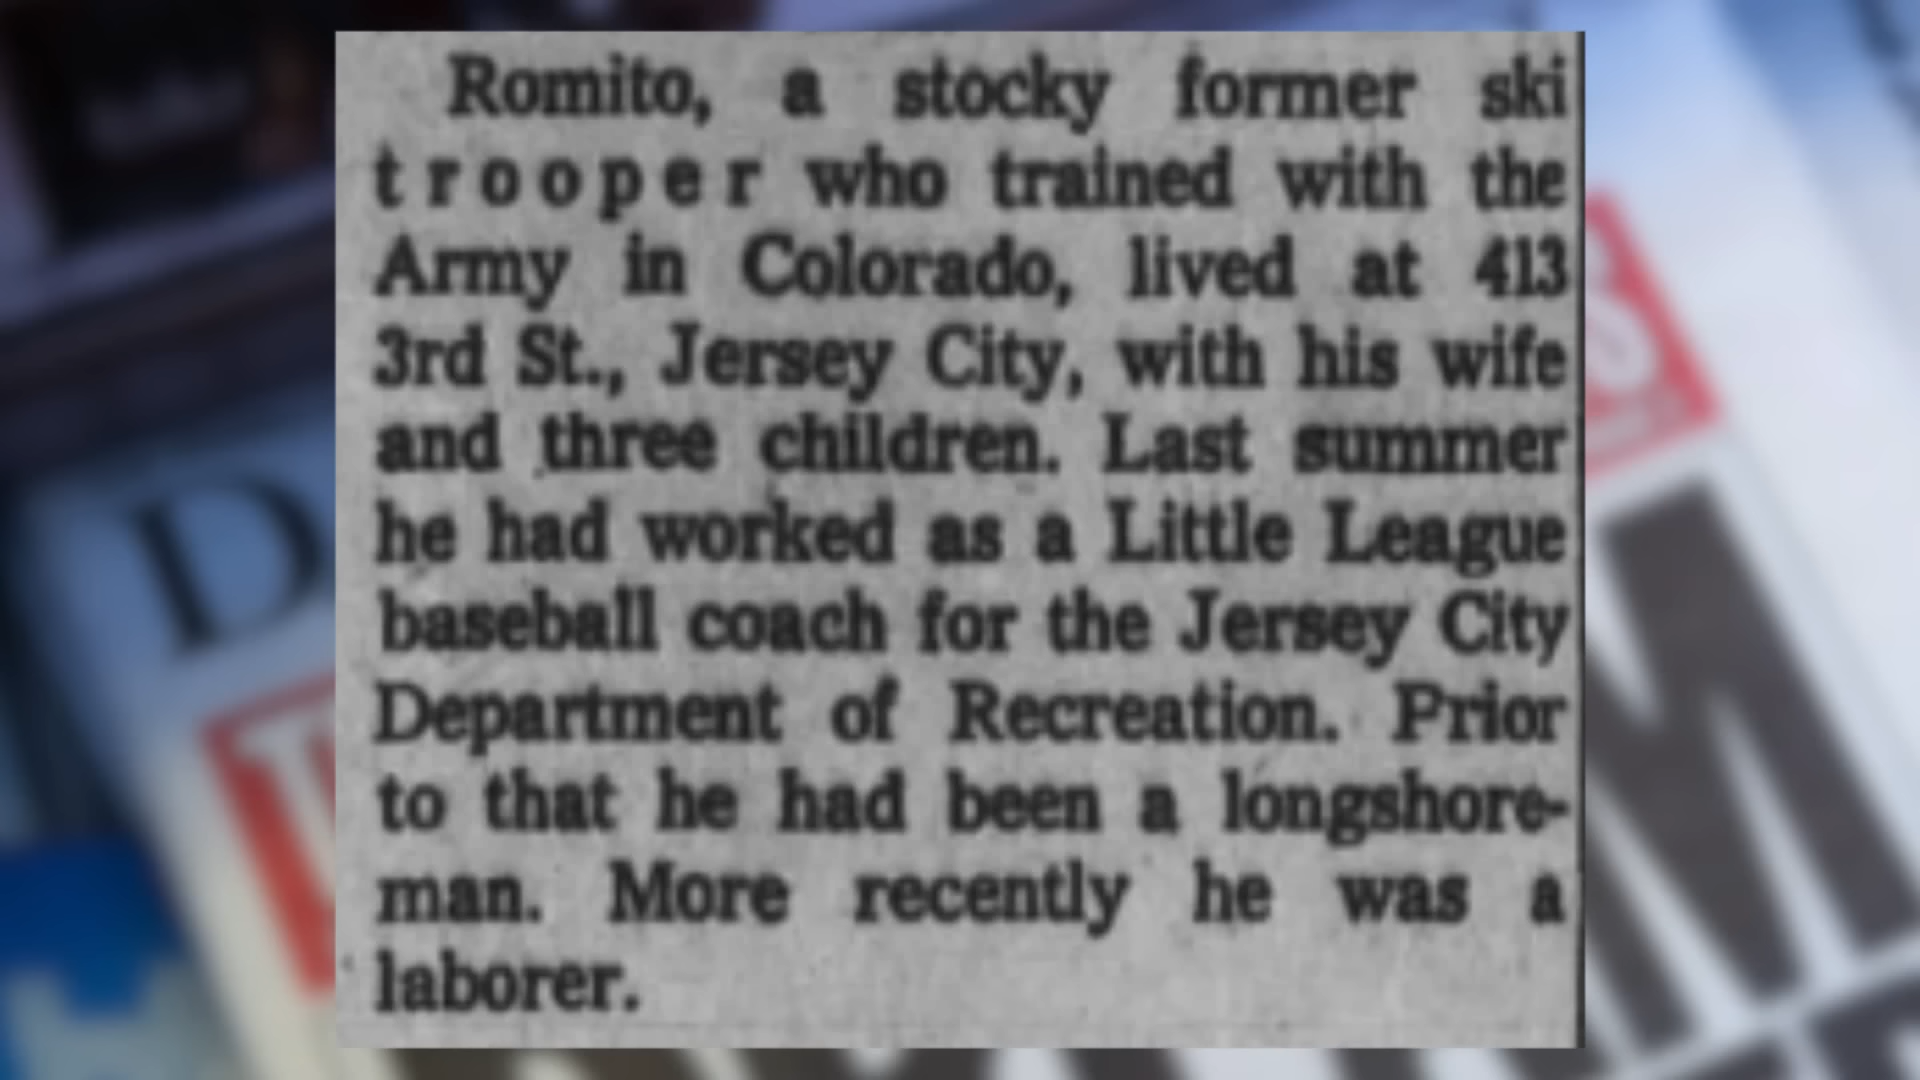 Romito, a stocky former ski
trooper who trained with the
Army in Colorado, lived at 413
3rd St., Jersey City, with his wife
and three children. Last summer
he had worked as a Little League
baseball coach for the Jersey City
Department of Recreation. Prior
to that he had been a longshore-
man. More recently he was a
laborer.